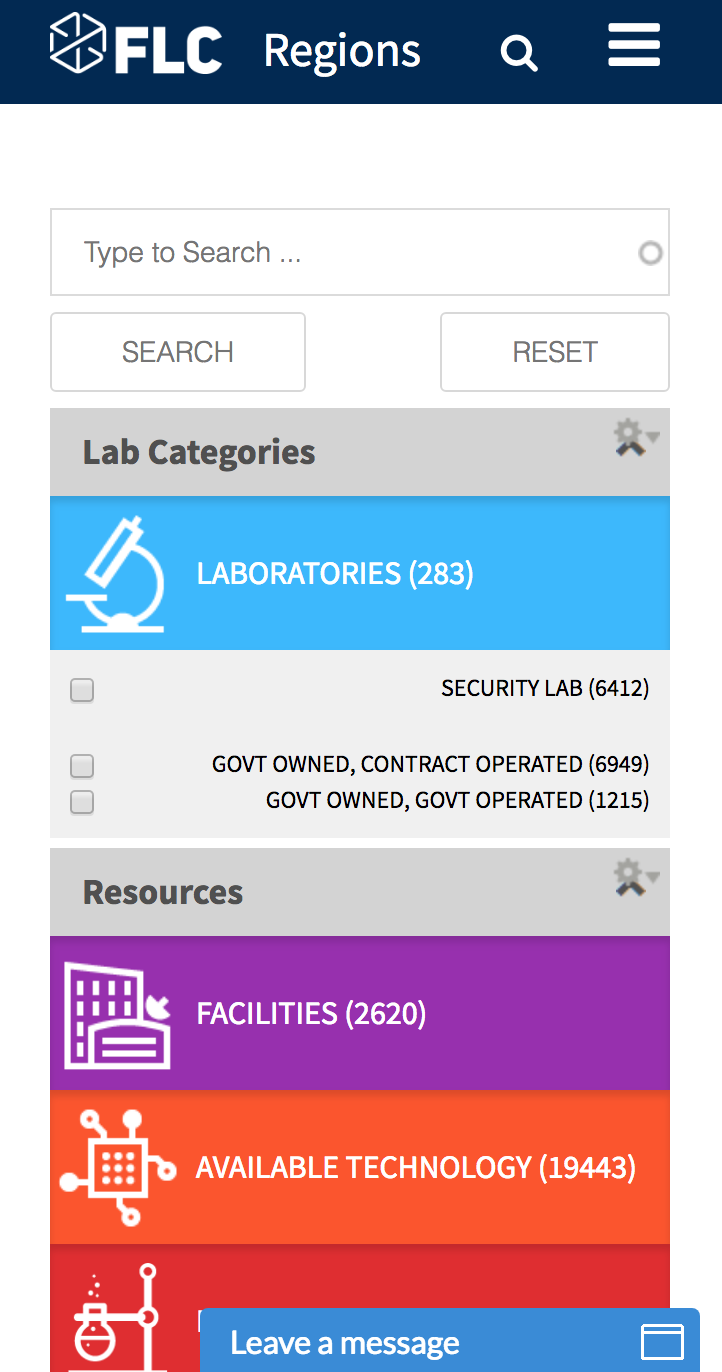 FLC Regions
Type to Search ...
SEARCH RESET
Lab Categories
LABORATORIES (283)
SECURITY LAB (6412)
GOVT OWNED, CONTRACT OPERATED (6949)
GOVT OWNED, GOVT OPERATED (1215)
Resources
FACILITIES (2620)
AVAILABLE TECHNOLOGY (19443)
Leave a message